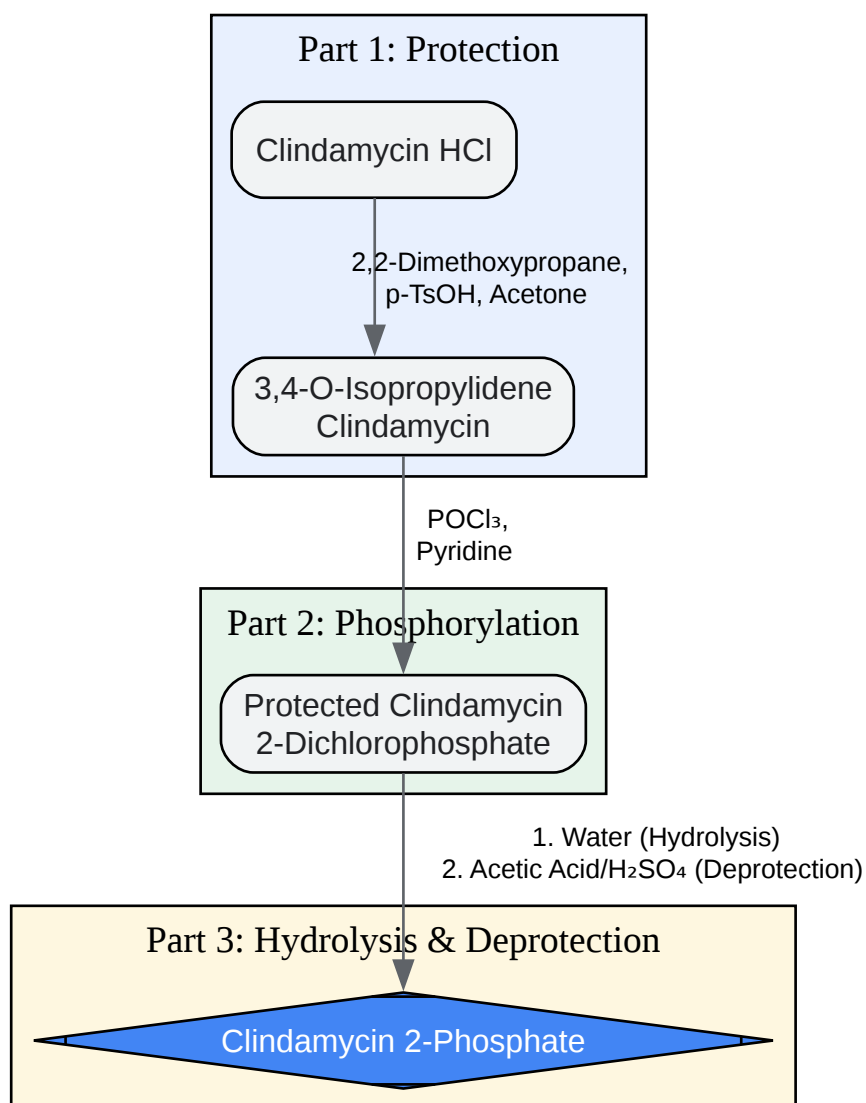 Part 1: Protection
Clindamycin HCl
2,2-Dimethoxypropane,
p-TsOH, Acetone
3,4-O-Isopropylidene
Clindamycin
POCl₃,
Pyridine
Part 2: Phosphorylation
Protected Clindamycin
2-Dichlorophosphate
1. Water (Hydrolysis)
2. Acetic Acid/H₂SO₄ (Deprotection)
Part 3: Hydrolysis & Deprotection
Clindamycin 2-Phosphate